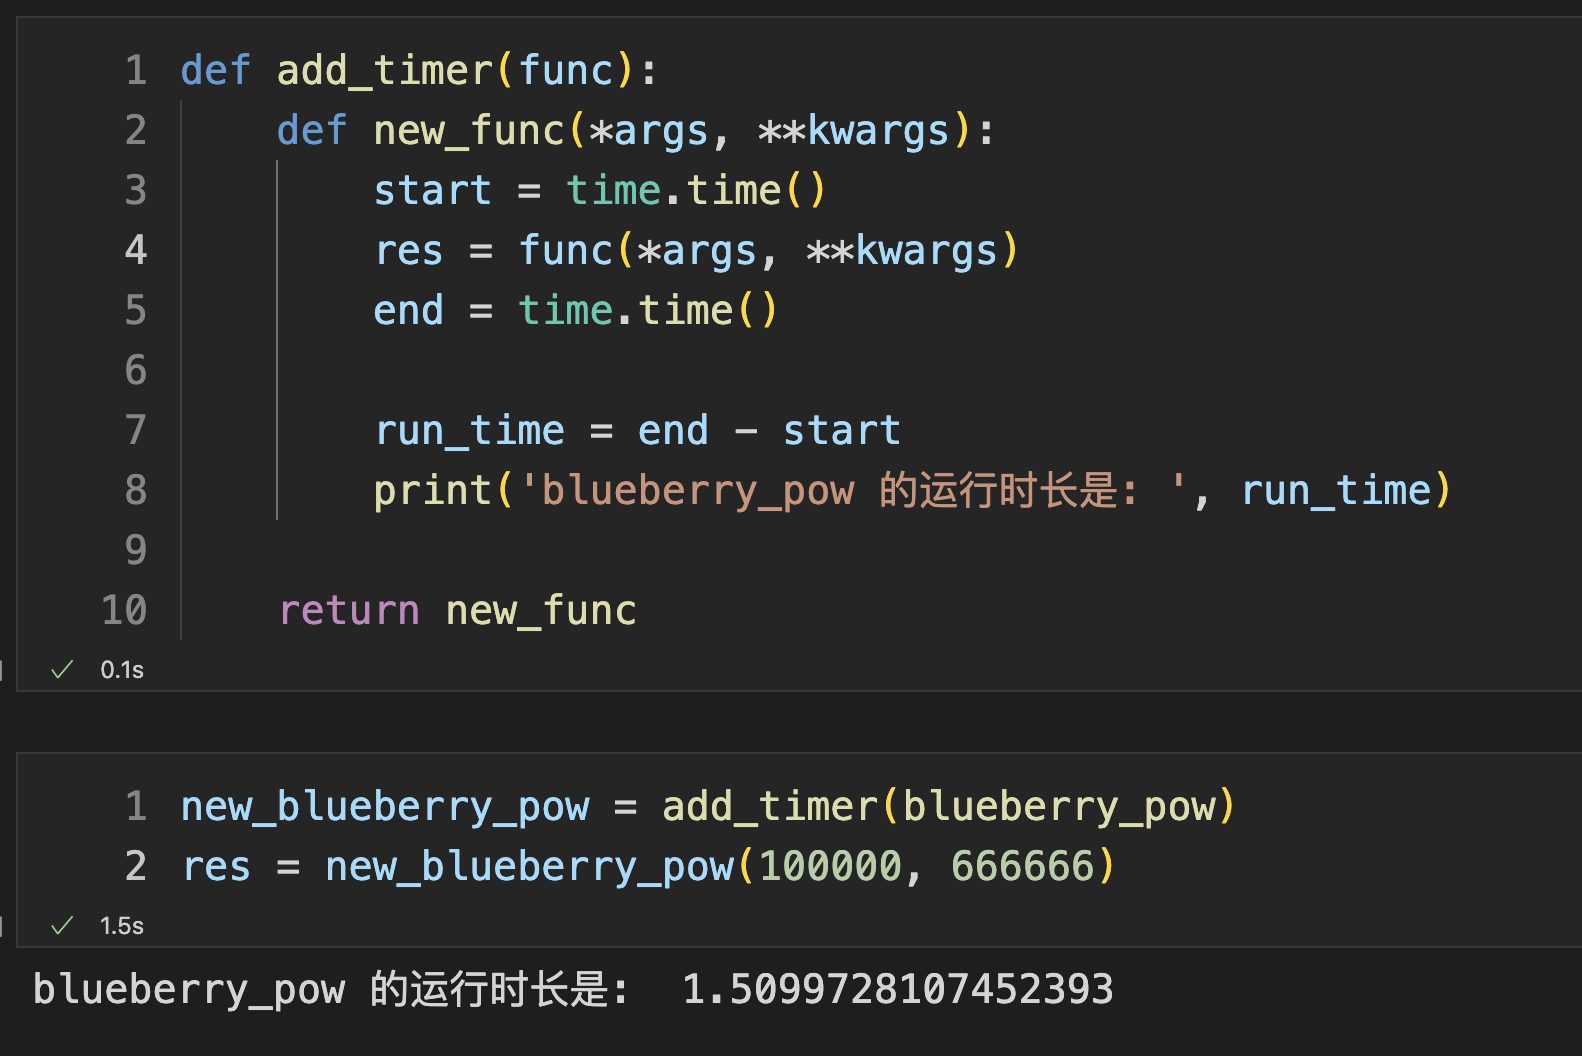 1 def add_timer(func):
2     def new_func(*args, **kwargs):
3         start = time.time()
4         res = func(*args, **kwargs)
5         end = time.time()
6
7         run_time = end - start
8         print('blueberry_pow 的运行时长是: ', run_time)
9
10     return new_func
0.1s
1 new_blueberry_pow = add_timer(blueberry_pow)
2 res = new_blueberry_pow(100000, 666666)
1.5s
blueberry_pow 的运行时长是:  1.5099728107452393